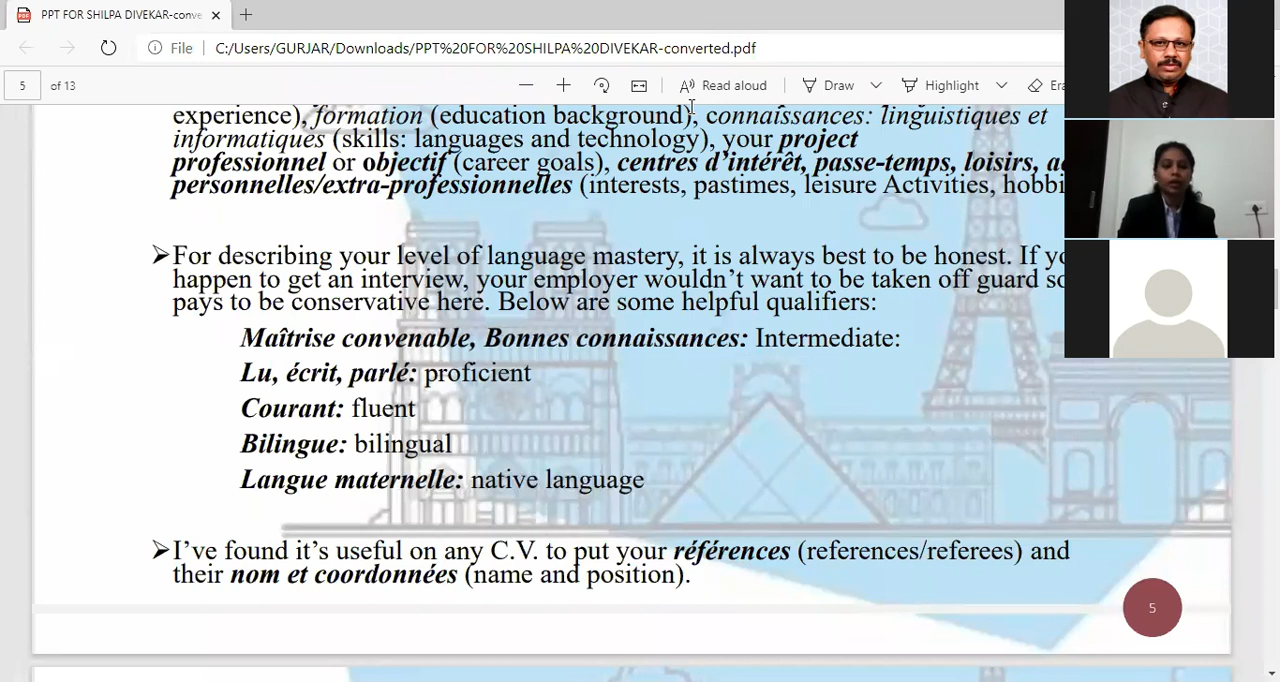 PPT FOR SHILPA DIVEKAR-conve
File C:/Users/GURJAR/Downloads/PPT%20FOR%20SHILPA%20DIVEKAR-converted.pdf
5 of 13 Read aloud Draw Highlight
experience), formation (education background), connaissances: linguistiques et
informatiques (skills: languages and technology), your project
professionnel or objectif (career goals), centres d’intérêt, passe-temps, loisirs,
personnelles/extra-professionnelles (interests, pastimes, leisure Activities,
➢For describing your level of language mastery, it is always best to be honest. If
happen to get an interview, your employer wouldn’t want to be taken off guard so
pays to be conservative here. Below are some helpful qualifiers:
Maîtrise convenable, Bonnes connaissances: Intermediate:
Lu, écrit, parlé: proficient
Courant: fluent
Bilingue: bilingual
Langue maternelle: native language
➢I’ve found it’s useful on any C.V. to put your références (references/referees) and
their nom et coordonnées (name and position).
5